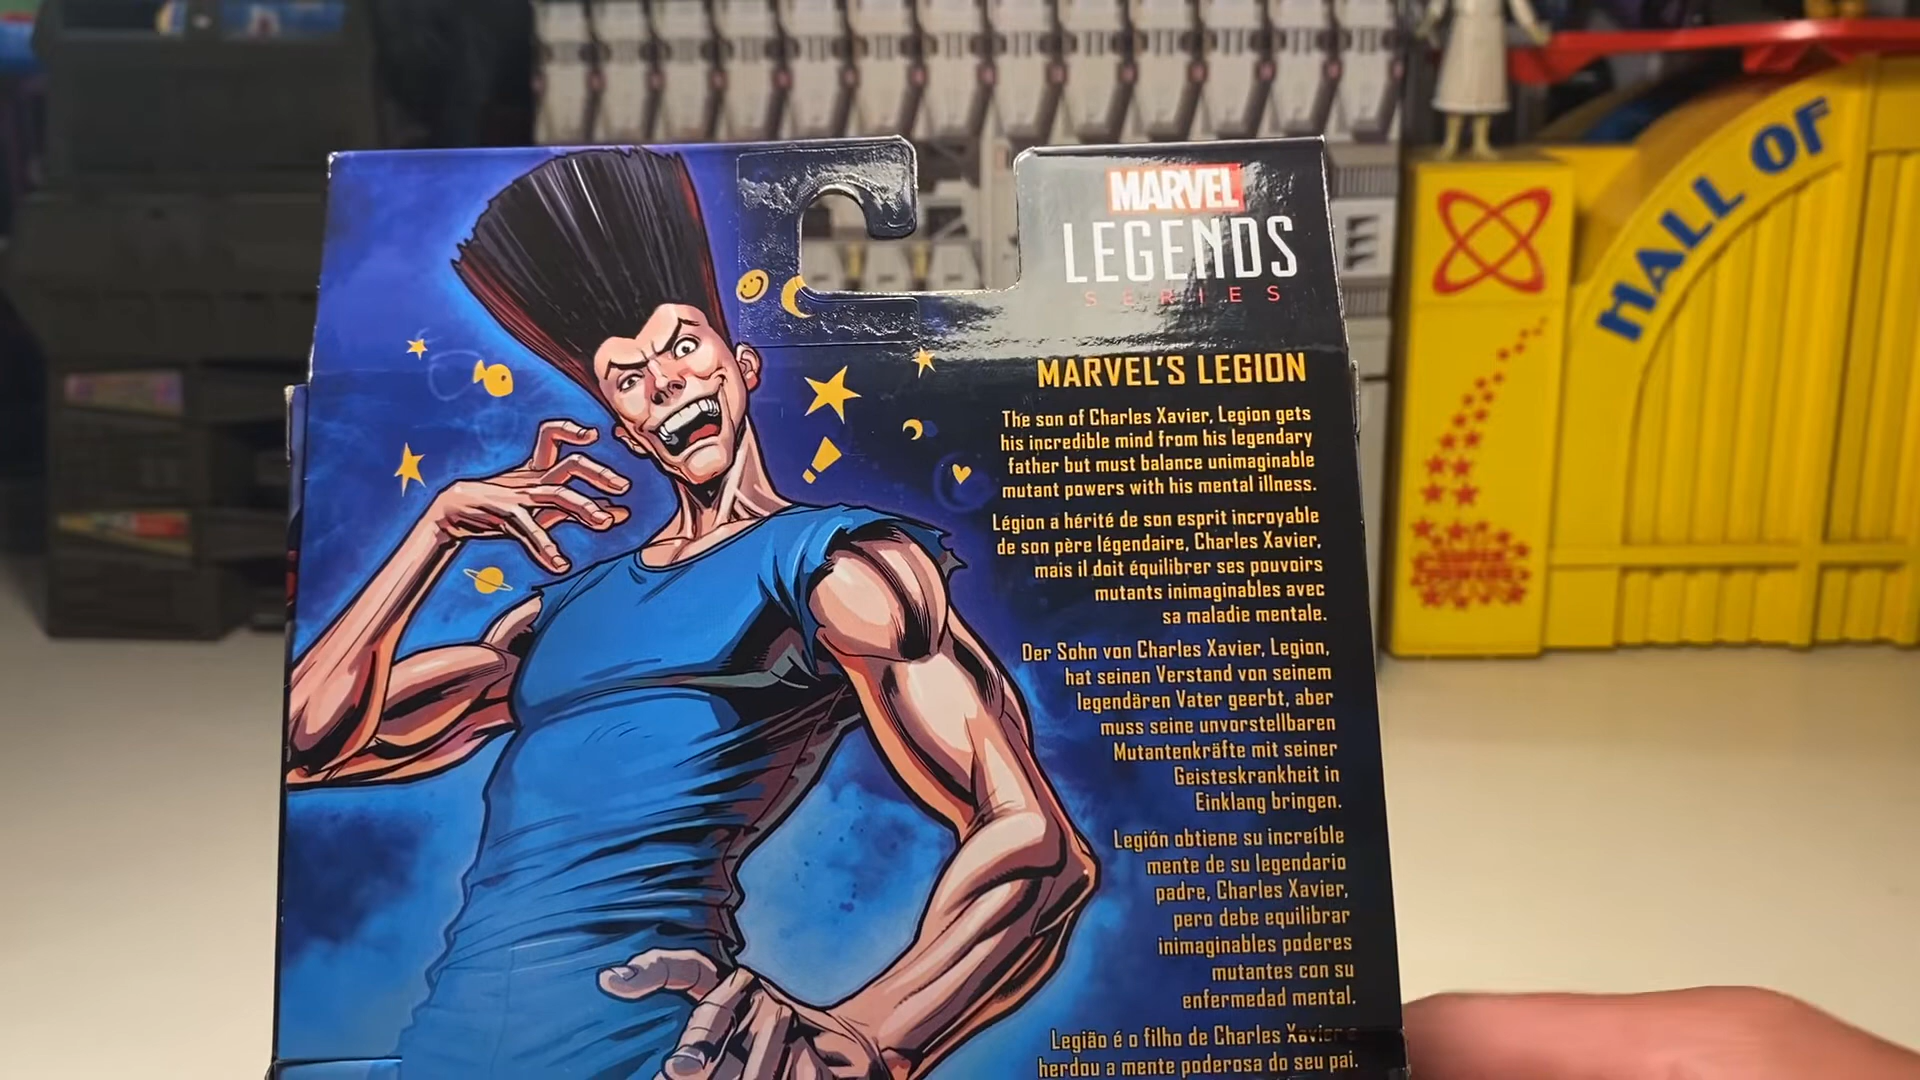 MARVEL
LEGENDS
SERIES
MARVEL'S LEGION
The son of Charles Xavier, Legion gets
his incredible mind from his legendary
father but must balance unimaginable
mutant powers with his mental illness.
Légion a hérité de son esprit incroyable
de son père légendaire, Charles Xavier,
mais il doit équilibrer ses pouvoirs
mutants inimaginables avec
sa maladie mentale.
Der Sohn von Charles Xavier, Legion,
hat seinen Verstand von seinem
legendären Vater geerbt, aber
muss seine unvorstellbaren
Mutantenkräfte mit seiner
Geisteskrankheit in
Einklang bringen.
Legión obtiene su increíble
mente de su legendario
padre, Charles Xavier,
pero debe equilibrar
inimaginables poderes
mutantes con su
enfermedad mental.
Legião é o filho de Charles Xavier e
herdou a mente poderosa do seu pai.
HALL OF